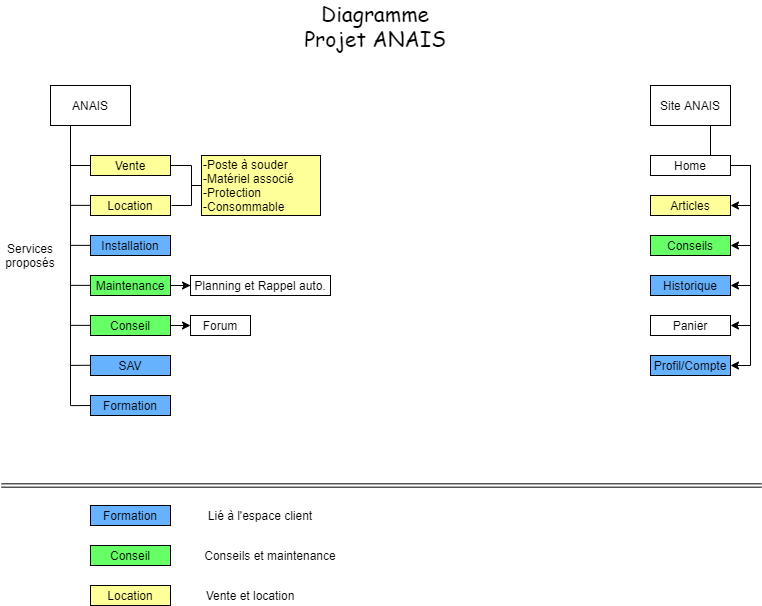 Diagramme
Projet ANAIS
ANAIS
Site ANAIS
Vente
-Poste à souder
-Matériel associé
-Protection
-Consommable
Home
Location
Articles
Services
proposés
Installation
Conseils
Maintenance
Planning et Rappel auto.
Historique
Conseil
Forum
Panier
SAV
Profil/Compte
Formation
Formation
Lié à l'espace client
Conseil
Conseils et maintenance
Location
Vente et location